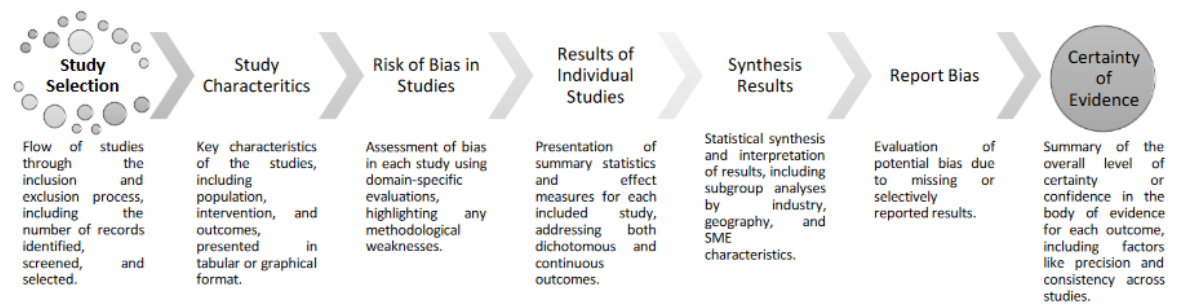 Study
Selection
Flow of studies
through the
inclusion and
exclusion process,
including the
number of records
identified,
screened, and
selected.
Study
Characteritics
Key characteristics
of the studies,
including
population,
intervention, and
outcomes,
presented in
tabular or graphical
format.
Risk of Bias in
Studies
Assessment of bias
in each study using
domain-specific
evaluations,
highlighting any
methodological
weaknesses.
Results of
Individual
Studies
Presentation of
summary statistics
and effect
measures for each
included study,
addressing both
dichotomous and
continuous
outcomes.
Synthesis
Results
Statistical synthesis
and interpretation
of results, including
subgroup analyses
by industry,
geography, and
SME
characteristics.
Report Bias
Evaluation of
potential bias due
to missing or
selectively
reported results.
Certainty
of
Evidence
Summary of the
overall level of
certainty or
confidence in the
body of evidence
for each outcome,
including factors
like precision and
consistency across
studies.